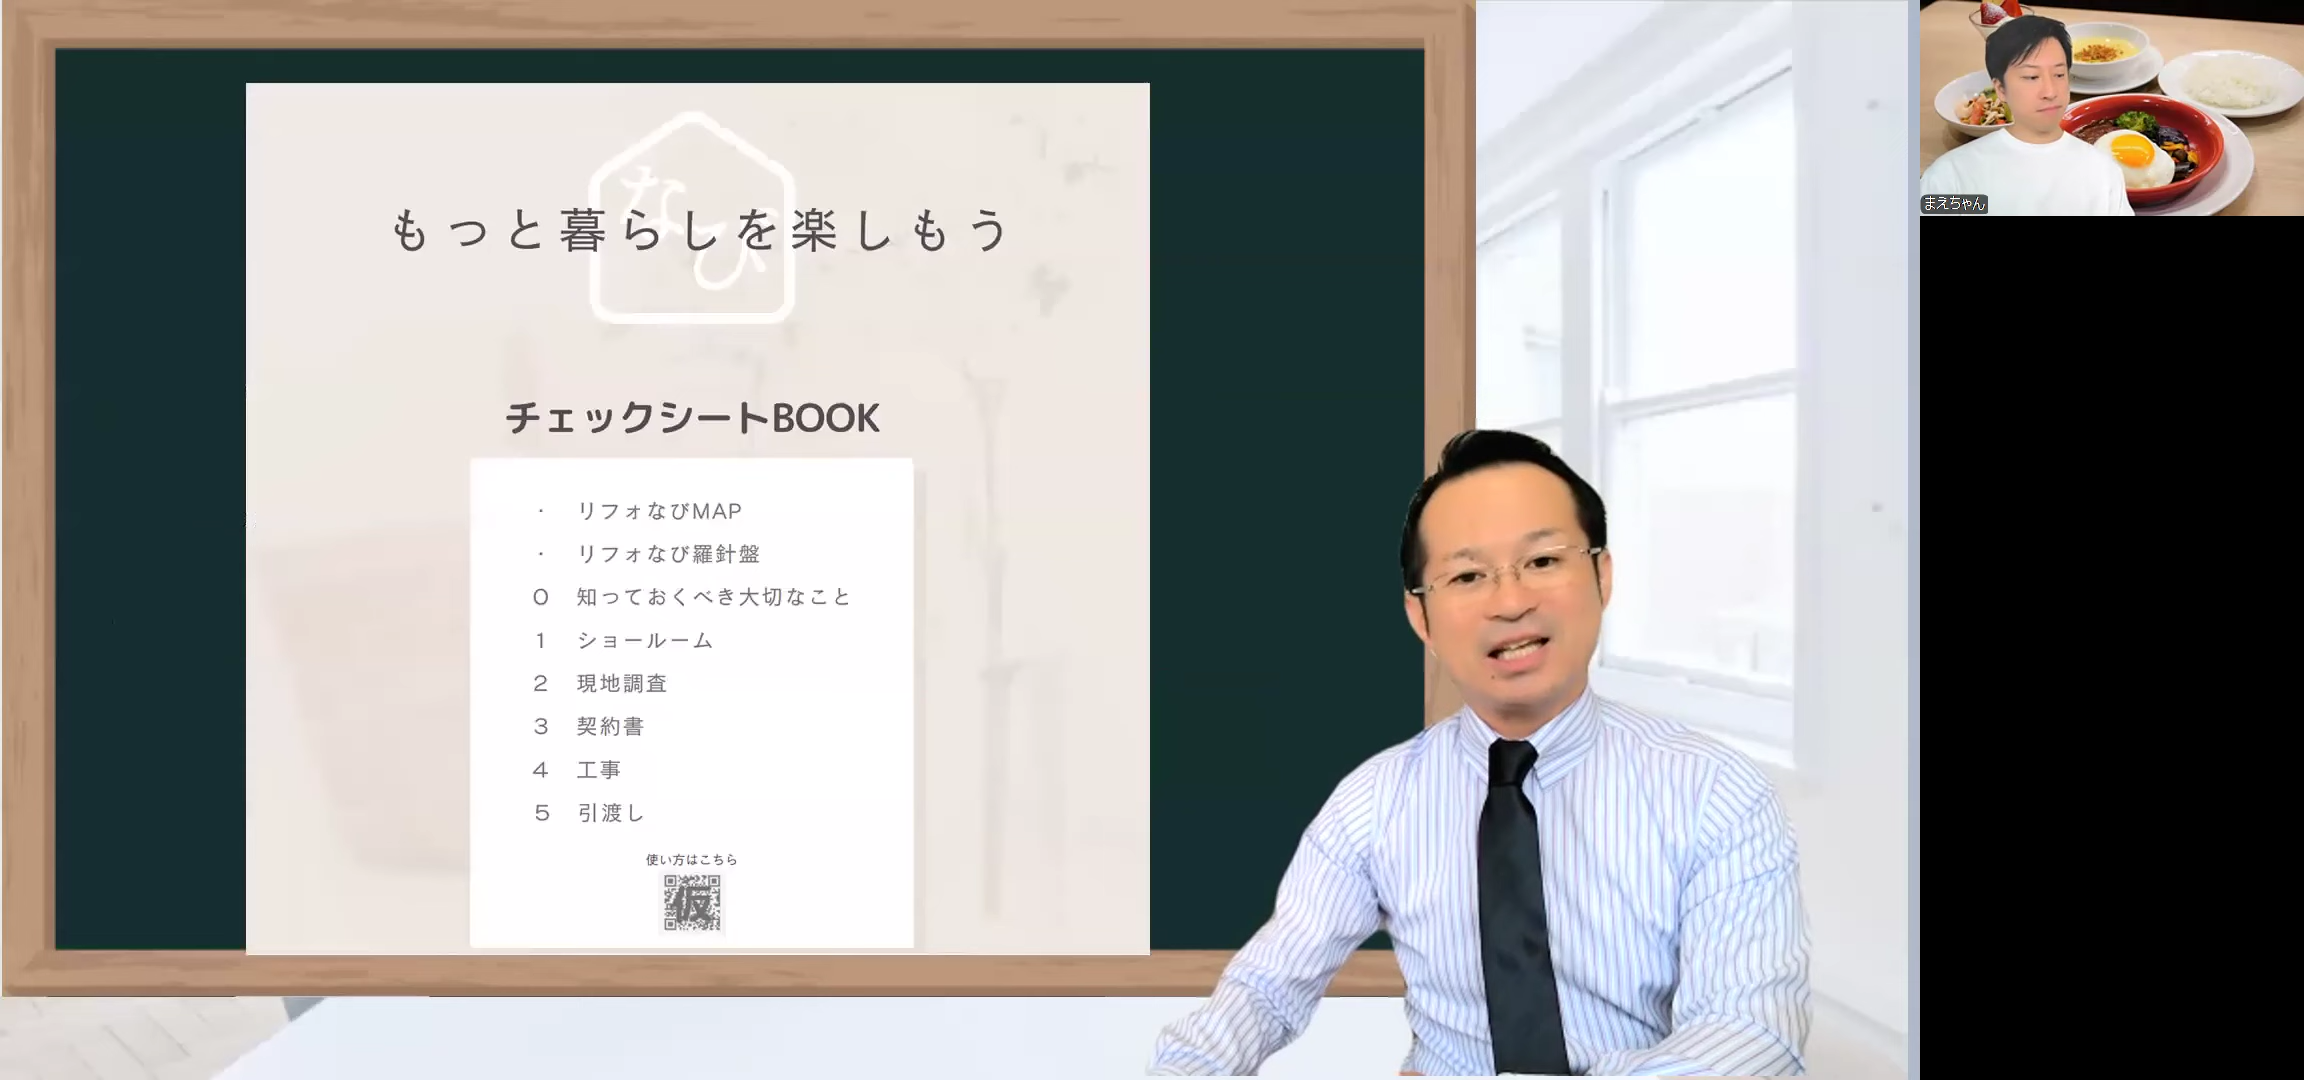 なび
もっと暮らしを楽しもう
チェックシートBOOK
・ リフォなびMAP
・ リフォなび羅針盤
0 知っておくべき大切なこと
1 ショールーム
2 現地調査
3 契約書
4 工事
5 引渡し
使い方はこちら
仮
まえちゃん